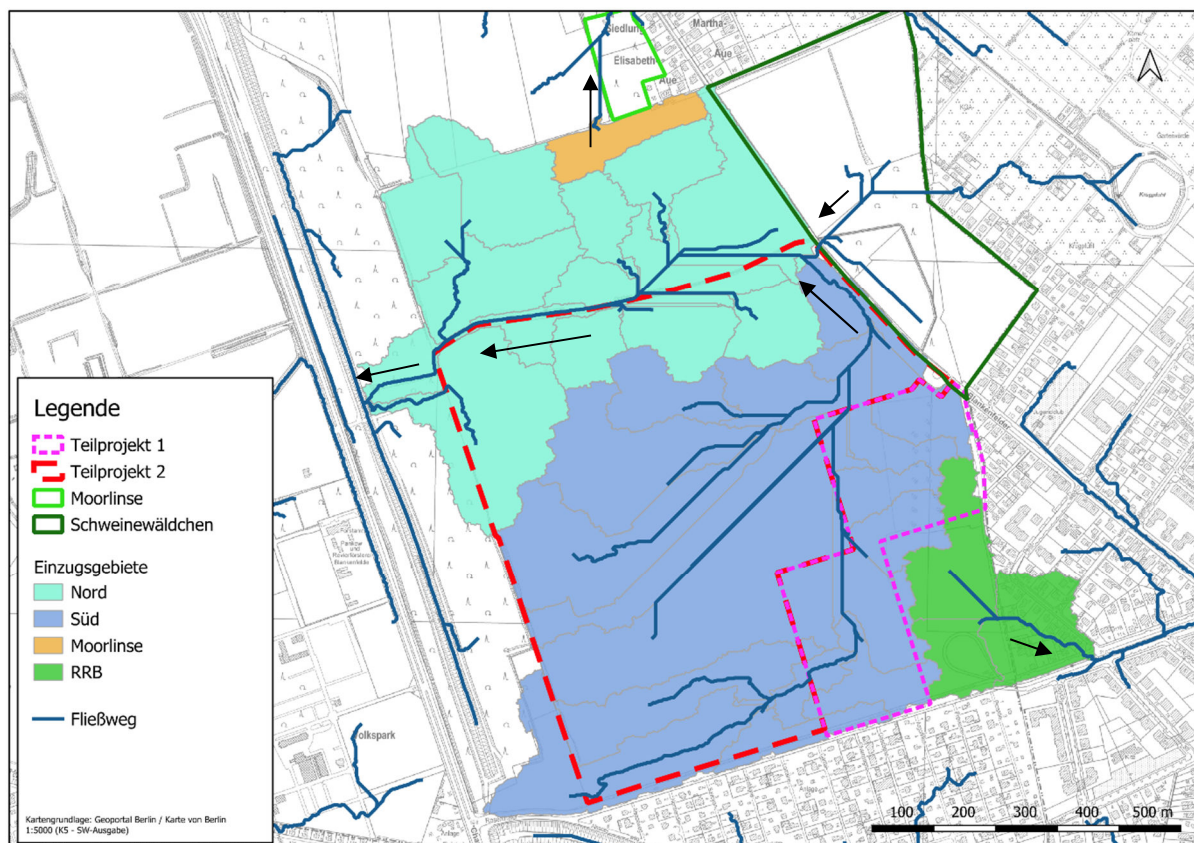 Siedlung
Martha-
Aue
Elisabeth-
Aue
Legende
Teilprojekt 1
Teilprojekt 2
Moorlinse
Schweinewäldchen
Einzugsgebiete
Nord
Süd
Moorlinse
RRB
Fließweg
Kartengrundlage: Geoportal Berlin / Karte von Berlin
1:5000 (K5 - SW-Ausgabe)
100 200 300 400 500 m